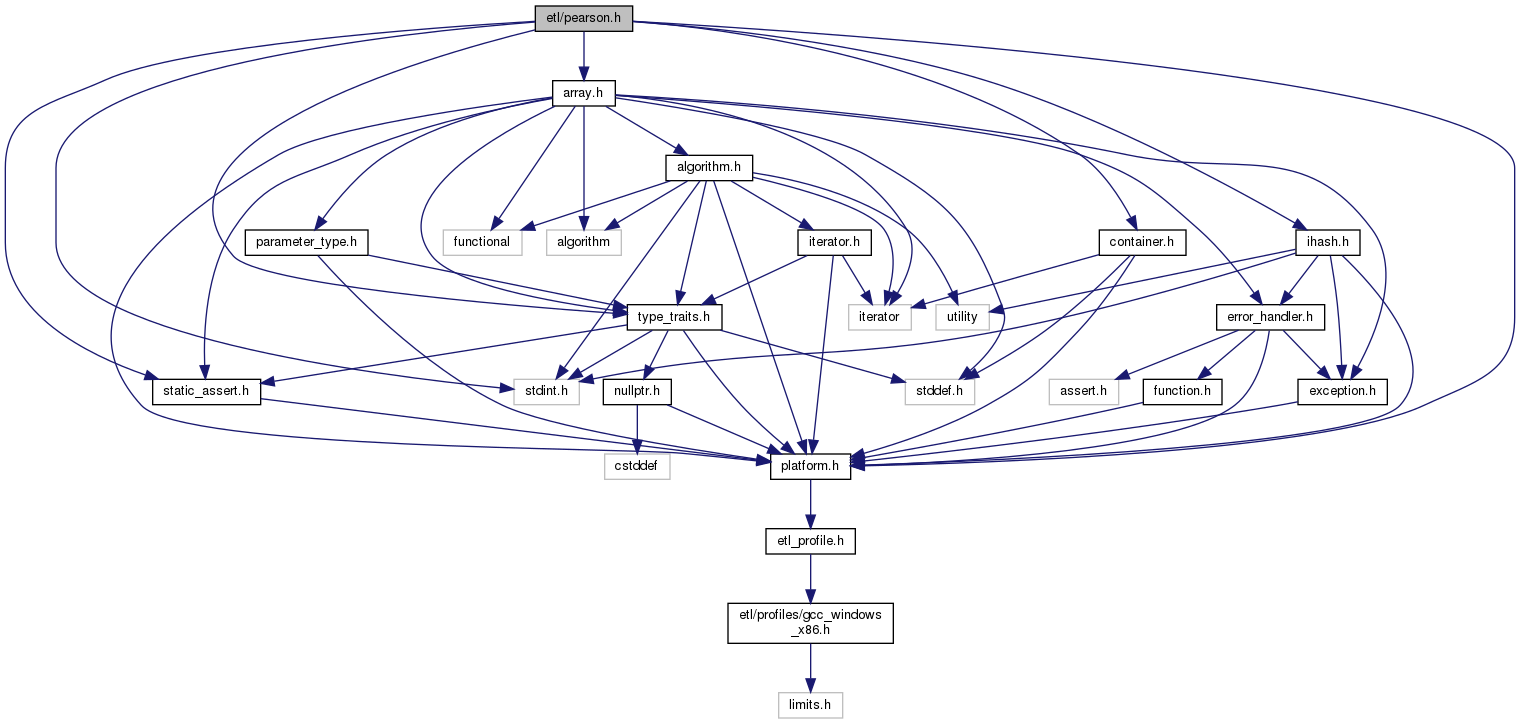 etl/pearson.h
array.h
algorithm.h
parameter_type.h
functional
algorithm
iterator.h
container.h
ihash.h
type_traits.h
iterator
utility
error_handler.h
static_assert.h
stdint.h
nullptr.h
stddef.h
assert.h
function.h
exception.h
cstddef
platform.h
etl_profile.h
etl/profiles/gcc_windows
_x86.h
limits.h